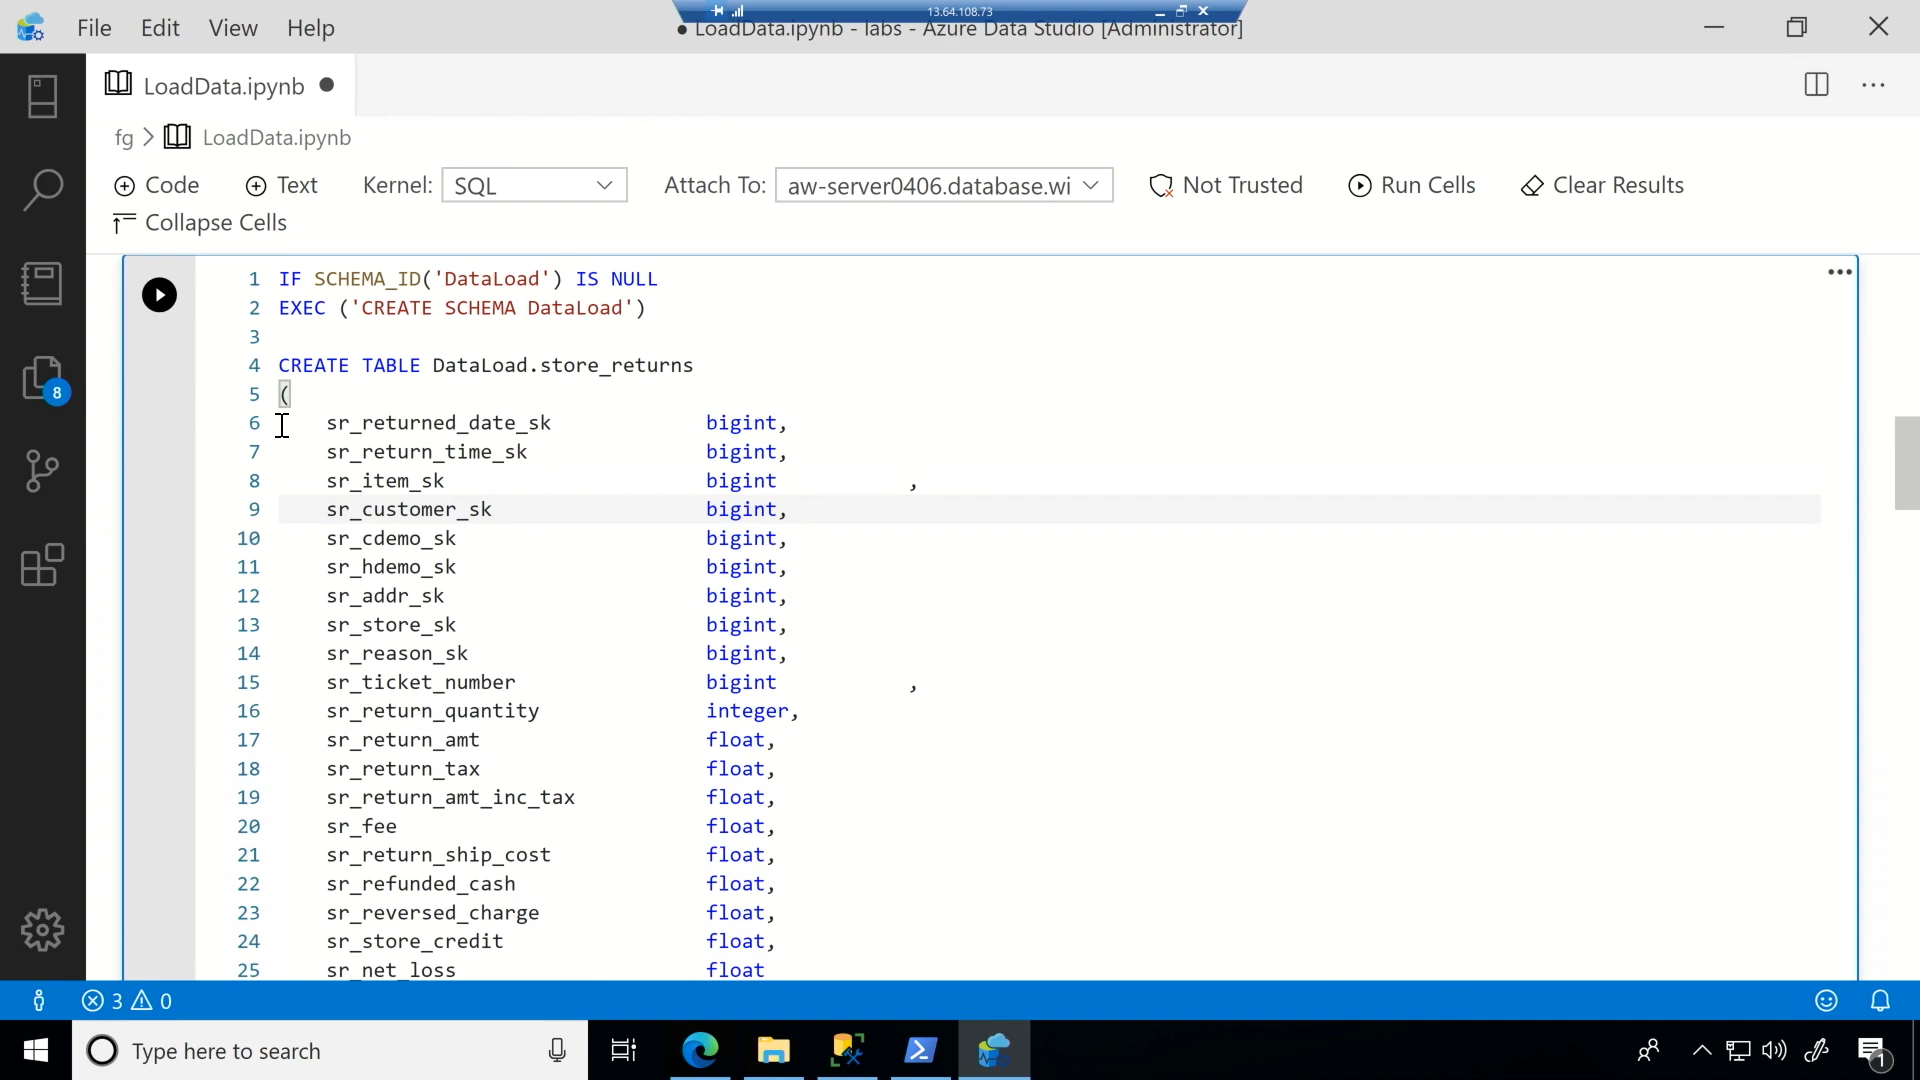 13.64.108.73
File Edit View Help ● LoadData.ipynb - labs - Azure Data Studio [Administrator]
LoadData.ipynb ●
fg > LoadData.ipynb
Code Text Kernel: SQL Attach To: aw-server0406.database.wi Not Trusted Run Cells Clear Results
Collapse Cells
1 IF SCHEMA_ID('DataLoad') IS NULL
2 EXEC ('CREATE SCHEMA DataLoad')
3
4 CREATE TABLE DataLoad.store_returns
5 (
6 sr_returned_date_sk bigint,
7 sr_return_time_sk bigint,
8 sr_item_sk bigint ,
9 sr_customer_sk bigint,
10 sr_cdemo_sk bigint,
11 sr_hdemo_sk bigint,
12 sr_addr_sk bigint,
13 sr_store_sk bigint,
14 sr_reason_sk bigint,
15 sr_ticket_number bigint ,
16 sr_return_quantity integer,
17 sr_return_amt float,
18 sr_return_tax float,
19 sr_return_amt_inc_tax float,
20 sr_fee float,
21 sr_return_ship_cost float,
22 sr_refunded_cash float,
23 sr_reversed_charge float,
24 sr_store_credit float,
25 sr_net_loss float
8
3 0
Type here to search
1